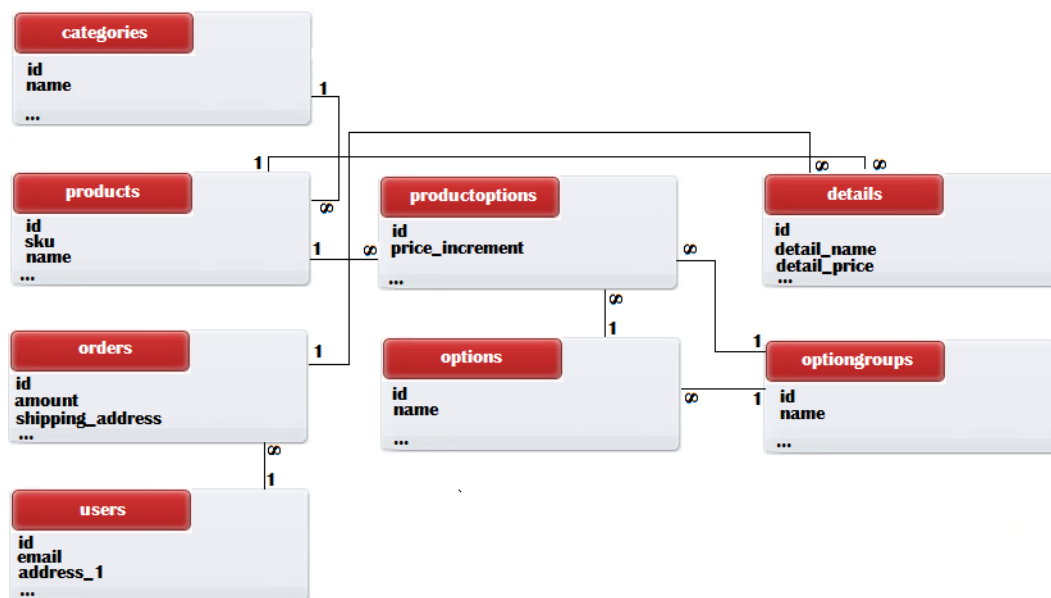 categories
id
name
...
1
∞
products
id
sku
name
...
1
1
∞
productoptions
id
price_increment
...
∞
∞
1
∞
∞
details
id
detail_name
detail_price
...
orders
id
amount
shipping_address
...
1
∞
1
options
id
name
...
∞
1
1
optiongroups
id
name
...
users
id
email
address_1
...